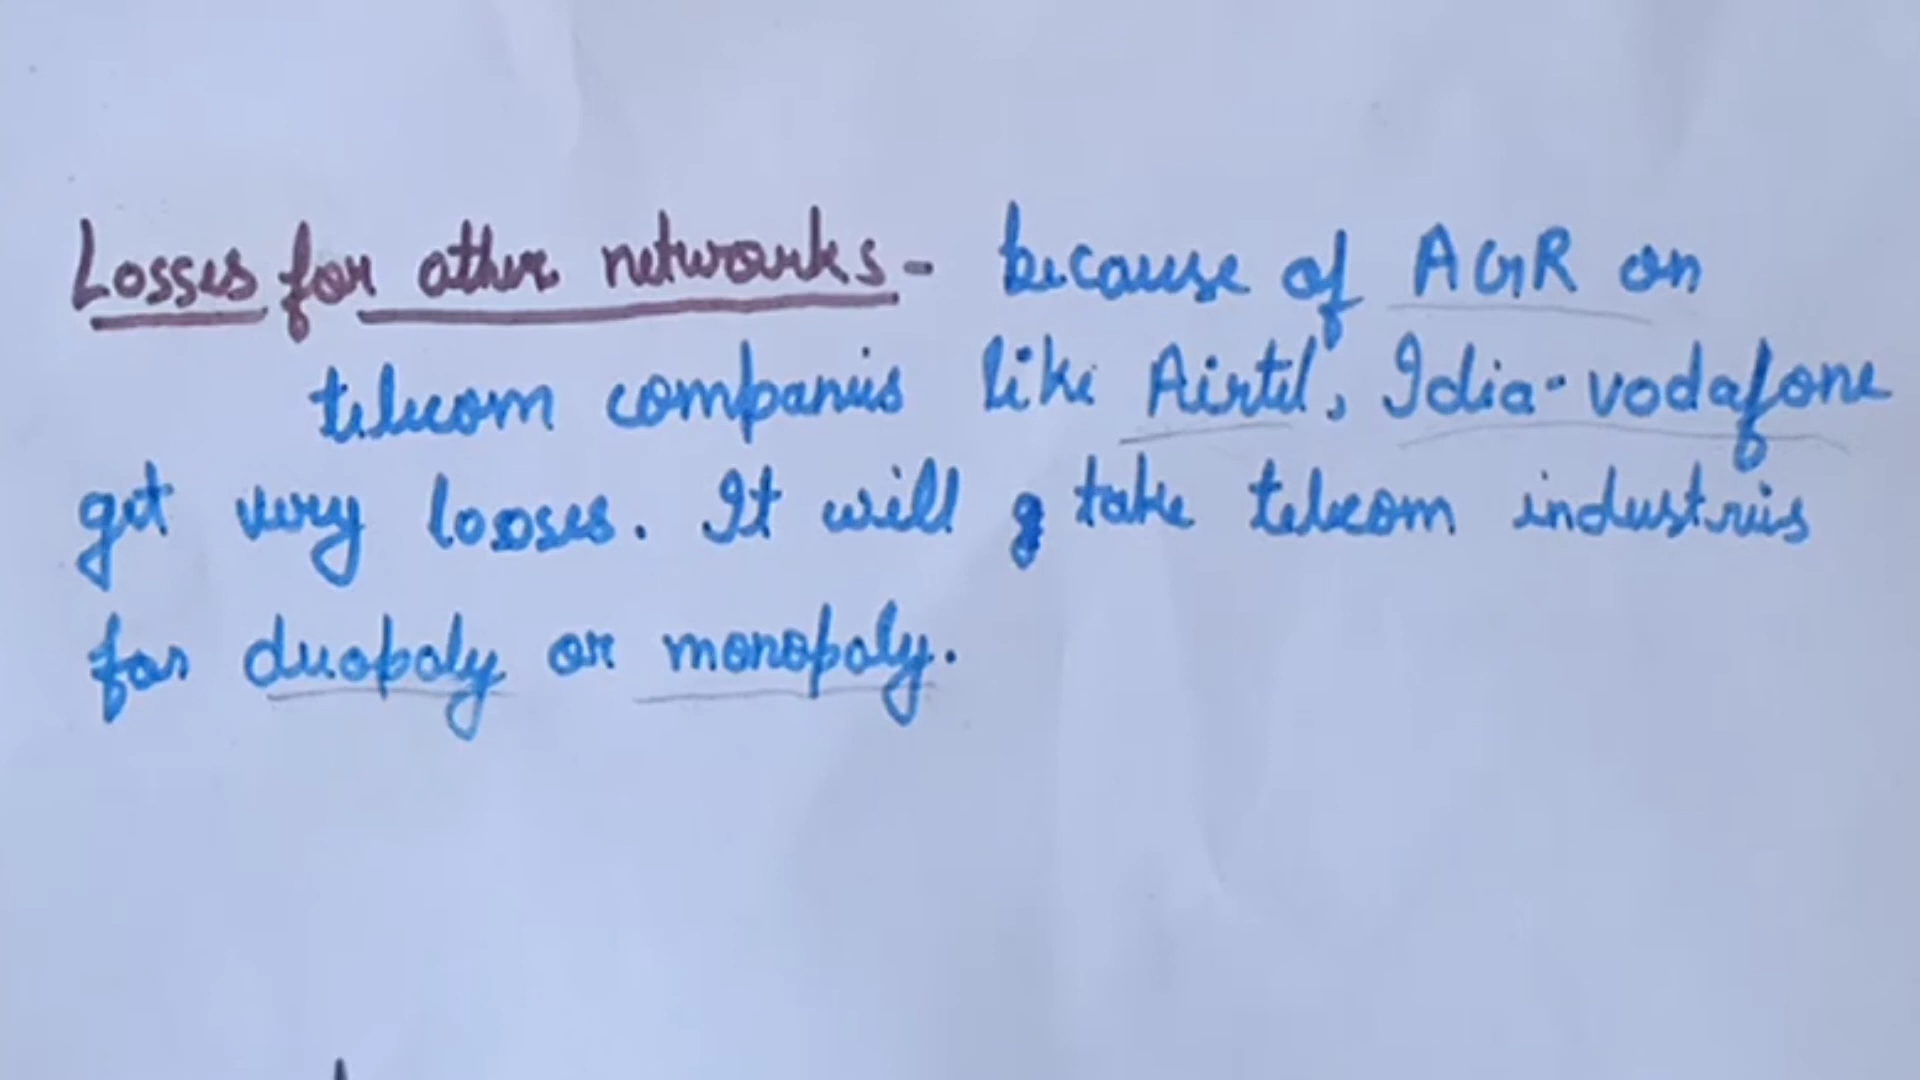 Losses for other networks - because of AGR on
telecom companies like Airtel, Idia-vodafone
got very losses. It will take telecom industries
for duopoly or monopoly.